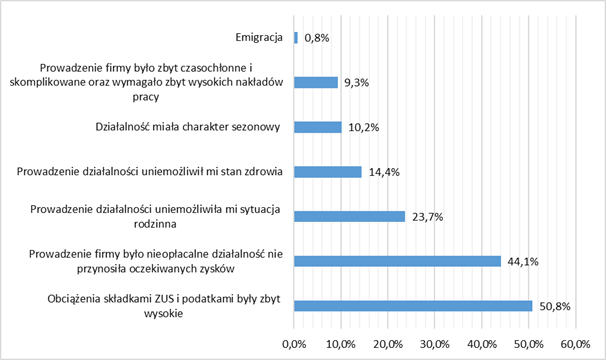 Emigracja
0,8%
Prowadzenie firmy było zbyt czasochłonne i
skomplikowane oraz wymagało zbyt wysokich nakładów
pracy
9,3%
Działalność miała charakter sezonowy
10,2%
Prowadzenie działalności uniemożliwił mi stan zdrowia
14,4%
Prowadzenie działalności uniemożliwiła mi sytuacja
rodzinna
23,7%
Prowadzenie firmy było nieopłacalne działalność nie
przynosiła oczekiwanych zysków
44,1%
Obciążenia składkami ZUS i podatkami były zbyt
wysokie
50,8%
0,0% 10,0% 20,0% 30,0% 40,0% 50,0% 60,0%